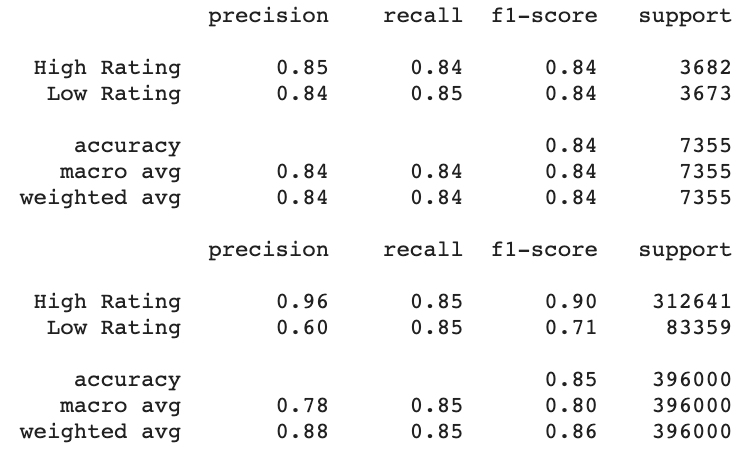 precision recall f1-score support
High Rating 0.85 0.84 0.84 3682
Low Rating 0.84 0.85 0.84 3673
accuracy 0.84 7355
macro avg 0.84 0.84 0.84 7355
weighted avg 0.84 0.84 0.84 7355
precision recall f1-score support
High Rating 0.96 0.85 0.90 312641
Low Rating 0.60 0.85 0.71 83359
accuracy 0.85 396000
macro avg 0.78 0.85 0.80 396000
weighted avg 0.88 0.85 0.86 396000